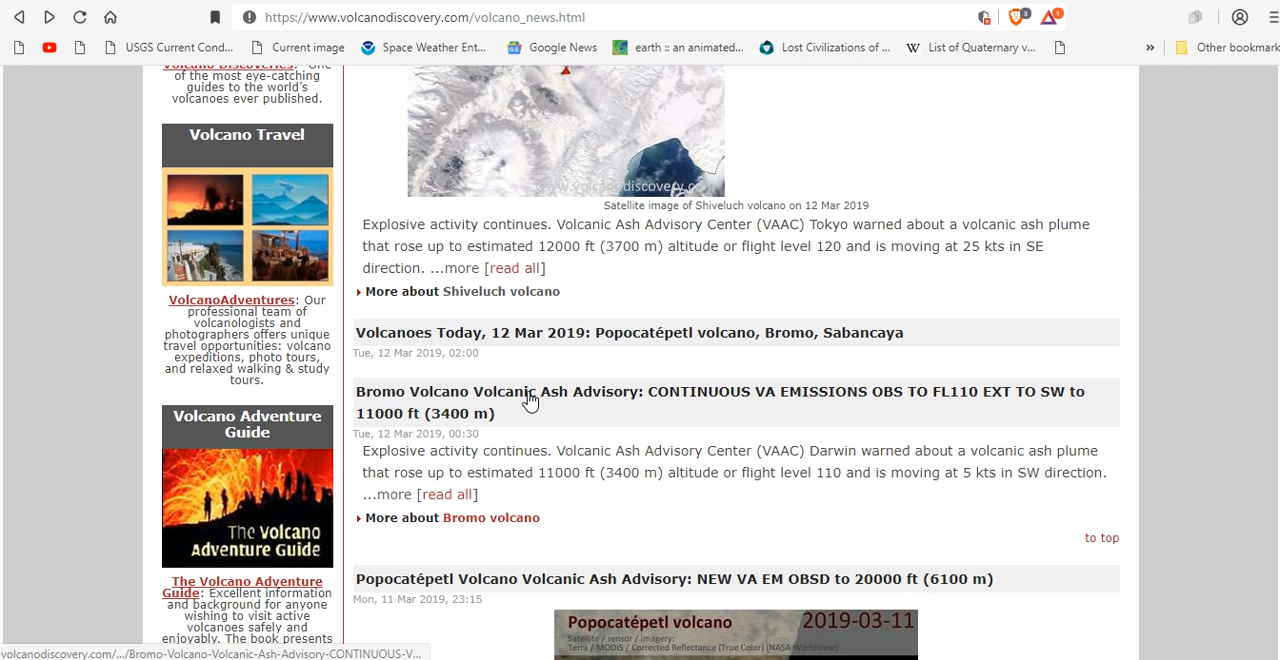 https://www.volcanodiscovery.com/volcano_news.html
3
1
USGS Current Cond...
Current image
Space Weather Ent...
Google News
earth :: an animated...
Lost Civilizations of ...
List of Quaternary v...
»
Other bookmark
Volcano Discoveries: One
of the most eye-catching
guides to the world's
volcanoes ever published.
Volcano Travel
VolcanoAdventures: Our
professional team of
volcanologists and
photographers offers unique
travel opportunities: volcano
expeditions, photo tours,
and relaxed walking & study
tours.
Volcano Adventure
Guide
The Volcano
Adventure Guide
The Volcano Adventure
Guide: Excellent information
and background for anyone
wishing to visit active
volcanoes safely and
enjoyably. The book presents
www.volcanodiscovery.com
Satellite image of Shiveluch volcano on 12 Mar 2019
Explosive activity continues. Volcanic Ash Advisory Center (VAAC) Tokyo warned about a volcanic ash plume
that rose up to estimated 12000 ft (3700 m) altitude or flight level 120 and is moving at 25 kts in SE
direction. ...more [read all]
More about Shiveluch volcano
Volcanoes Today, 12 Mar 2019: Popocatépetl volcano, Bromo, Sabancaya
Tue, 12 Mar 2019, 02:00
Bromo Volcano Volcanic Ash Advisory: CONTINUOUS VA EMISSIONS OBS TO FL110 EXT TO SW to
11000 ft (3400 m)
Tue, 12 Mar 2019, 00:30
Explosive activity continues. Volcanic Ash Advisory Center (VAAC) Darwin warned about a volcanic ash plume
that rose up to estimated 11000 ft (3400 m) altitude or flight level 110 and is moving at 5 kts in SW direction.
...more [read all]
More about Bromo volcano
to top
Popocatépetl Volcano Volcanic Ash Advisory: NEW VA EM OBSD to 20000 ft (6100 m)
Mon, 11 Mar 2019, 23:15
Popocatépetl volcano
2019-03-11
Satellite / sensor / imagery:
Terra / MODIS / Corrected Reflectance (True Color) (NASA Worldview)
volcanodiscovery.com/.../Bromo-Volcano-Volcanic-Ash-Advisory-CONTINUOUS-V...